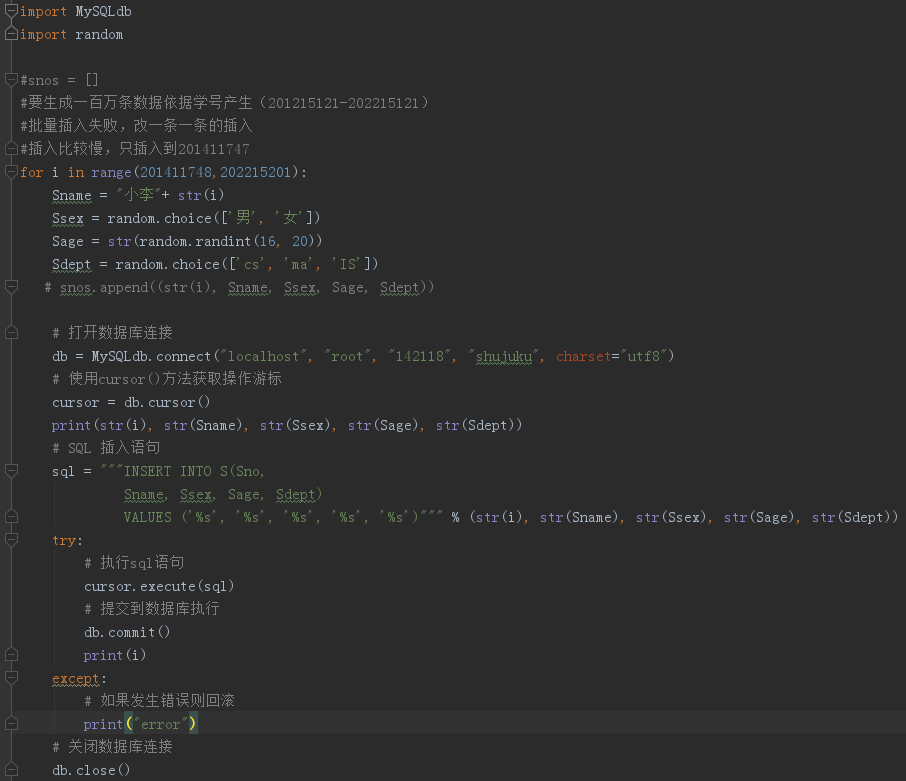 import MySQLdb
import random
#snos = []
#要生成一百万条数据依据学号产生（201215121-202215121）
#批量插入失败，改一条一条的插入
#插入比较慢，只插入到201411747
for i in range(201411748,202215201):
    Sname = "小李"+ str(i)
    Ssex = random.choice(['男', '女'])
    Sage = str(random.randint(16, 20))
    Sdept = random.choice(['cs', 'ma', 'IS'])
   # snos.append((str(i), Sname, Ssex, Sage, Sdept))
    # 打开数据库连接
    db = MySQLdb.connect("localhost", "root", "142118", "shujuku", charset="utf8")
    # 使用cursor()方法获取操作游标
    cursor = db.cursor()
    print(str(i), str(Sname), str(Ssex), str(Sage), str(Sdept))
    # SQL 插入语句
    sql = """INSERT INTO S(Sno,
             Sname, Ssex, Sage, Sdept)
             VALUES ('%s', '%s', '%s', '%s', '%s')""" % (str(i), str(Sname), str(Ssex), str(Sage), str(Sdept))
    try:
        # 执行sql语句
        cursor.execute(sql)
        # 提交到数据库执行
        db.commit()
        print(i)
    except:
        # 如果发生错误则回滚
        print("error")
    # 关闭数据库连接
    db.close()